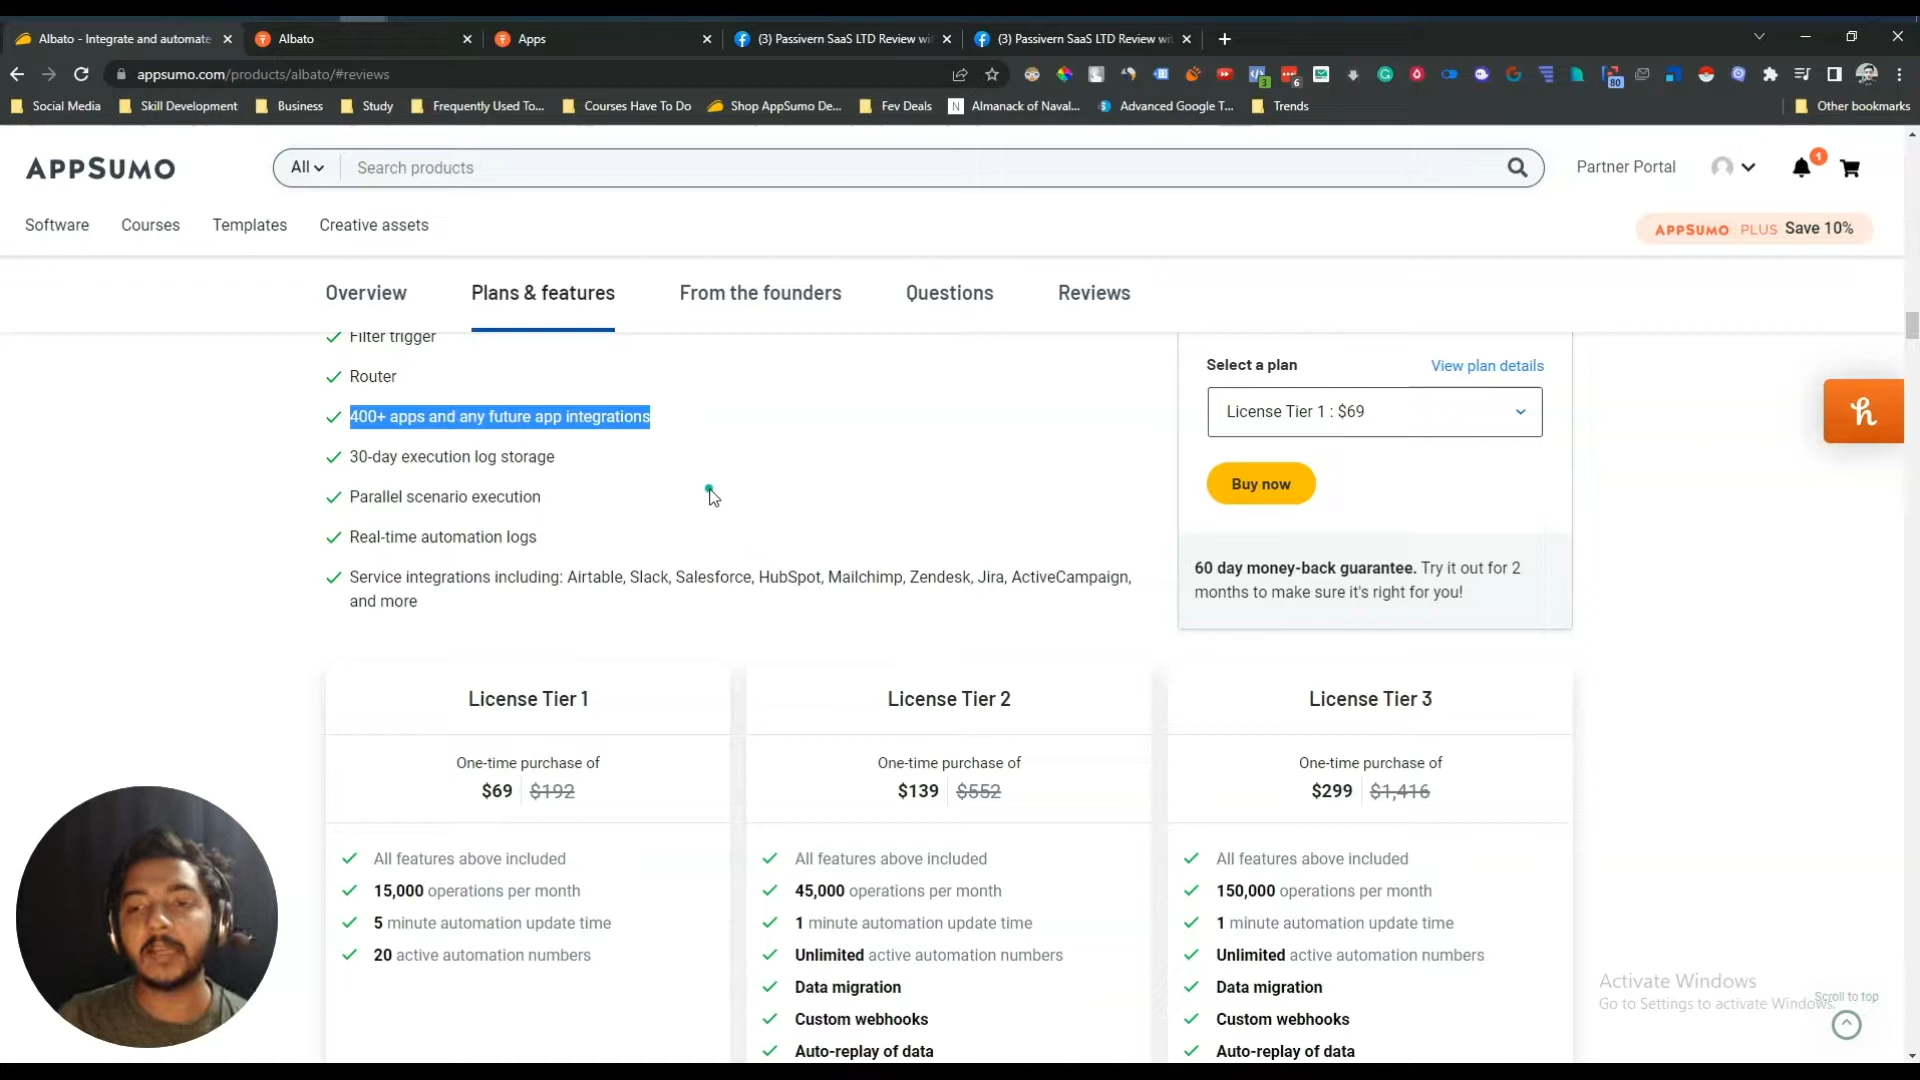 Albato - Integrate and automate
Albato
Apps
(3) Passivern SaaS LTD Review wi
(3) Passivern SaaS LTD Review wi
appsumo.com/products/albato/#reviews
Social Media
Skill Development
Business
Study
Frequently Used To...
Courses Have To Do
Shop AppSumo De...
Fev Deals
Almanack of Naval...
Advanced Google T...
Trends
Other bookmarks
APPSUMO
All
Search products
Partner Portal
1
Software
Courses
Templates
Creative assets
APPSUMO PLUS Save 10%
Overview
Plans & features
From the founders
Questions
Reviews
Filter trigger
Router
400+ apps and any future app integrations
30-day execution log storage
Parallel scenario execution
Real-time automation logs
Service integrations including: Airtable, Slack, Salesforce, HubSpot, Mailchimp, Zendesk, Jira, ActiveCampaign,
and more
Select a plan
View plan details
License Tier 1 : $69
Buy now
60 day money-back guarantee. Try it out for 2
months to make sure it's right for you!
License Tier 1
One-time purchase of
$69 $192
All features above included
15,000 operations per month
5 minute automation update time
20 active automation numbers
License Tier 2
One-time purchase of
$139 $552
All features above included
45,000 operations per month
1 minute automation update time
Unlimited active automation numbers
Data migration
Custom webhooks
Auto-replay of data
License Tier 3
One-time purchase of
$299 $1,416
All features above included
150,000 operations per month
1 minute automation update time
Unlimited active automation numbers
Data migration
Custom webhooks
Auto-replay of data
Activate Windows
Go to Settings to activate Windows.
Scroll to top